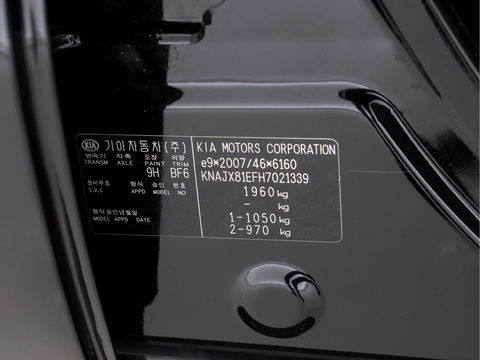 KIA 기아자동차(주)
변속기 차축 도장 의장
TRANSM AXLE PAINT TRIM
9H BF6
정비부호 형식 승인 번호
S.V.C MODEL APPD NO
형식승인년월일
MODEL APPD DATE
KIA MOTORS CORPORATION
e9*2007/46*6160
KNAJX81EFH7021339
1960 kg
- kg
1-1050 kg
2-970 kg